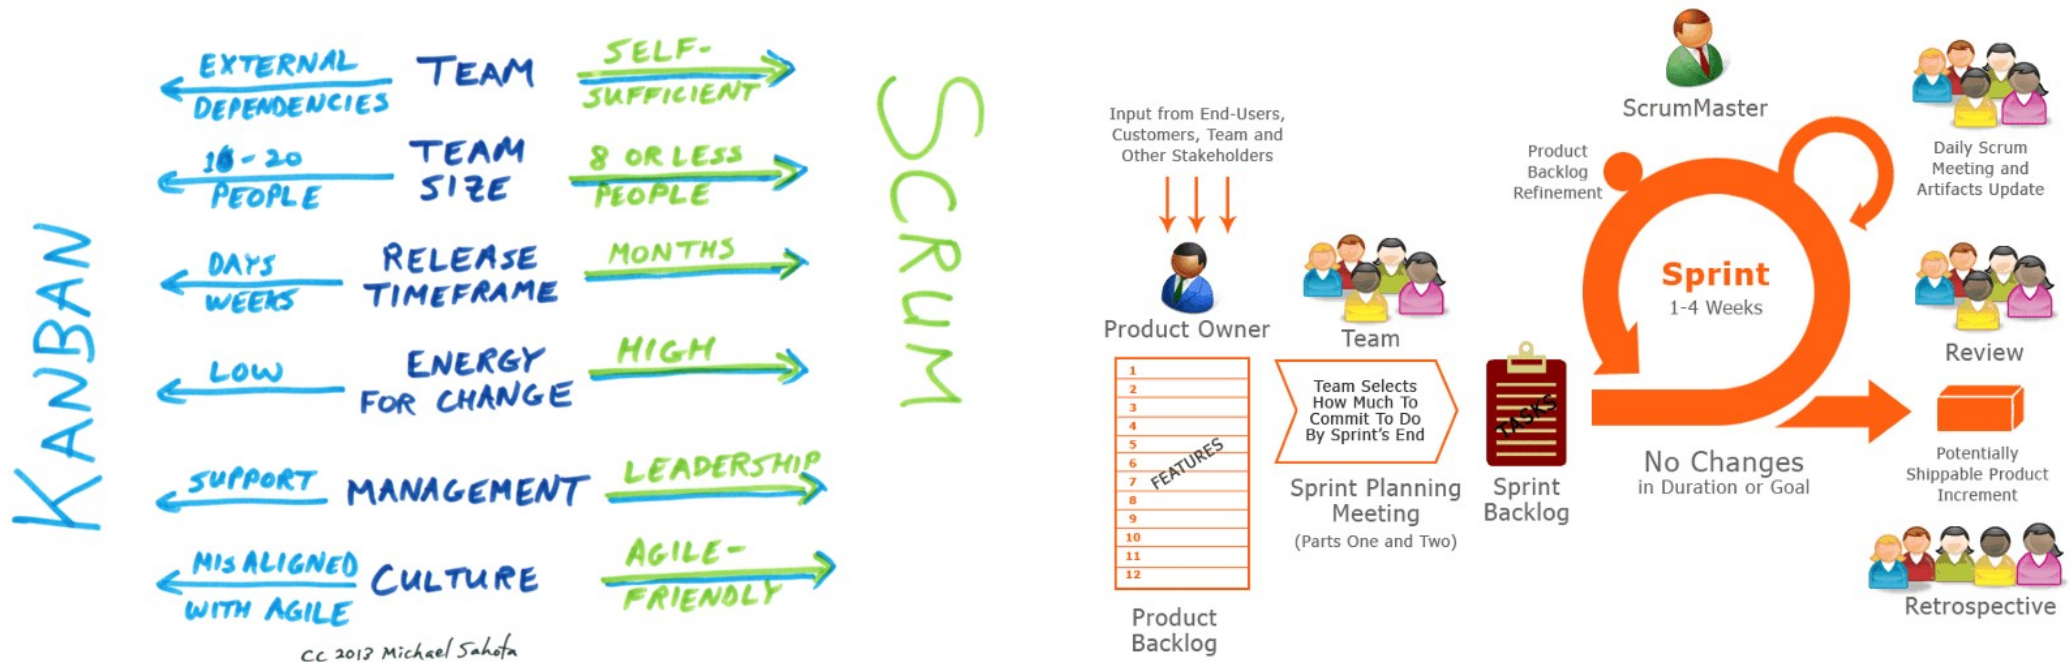 KANBAN
EXTERNAL
DEPENDENCIES
TEAM
SELF-
SUFFICIENT
PEOPLE
TEAM
SIZE
8 OR LESS
PEOPLE
DAYS
WEEKS
RELEASE
TIMEFRAME
MONTHS
LOW
ENERGY
FOR CHANGE
HIGH
SUPPORT
MANAGEMENT
LEADERSHIP
MISALIGNED
WITH AGILE
CULTURE
AGILE-
FRIENDLY
SCRUM
CC 2013 Michael Sahota
Input from End-Users,
Customers, Team and
Other Stakeholders
Product Owner
1
2
3
4
5
6
7
8
9
10
11
12
FEATURES
Product
Backlog
Team
Team Selects
How Much To
Commit To Do
By Sprint's End
Sprint Planning
Meeting
(Parts One and Two)
TASKS
Sprint
Backlog
ScrumMaster
Product
Backlog
Refinement
Sprint
1-4 Weeks
No Changes
in Duration or Goal
Daily Scrum
Meeting and
Artifacts Update
Review
Potentially
Shippable Product
Increment
Retrospective